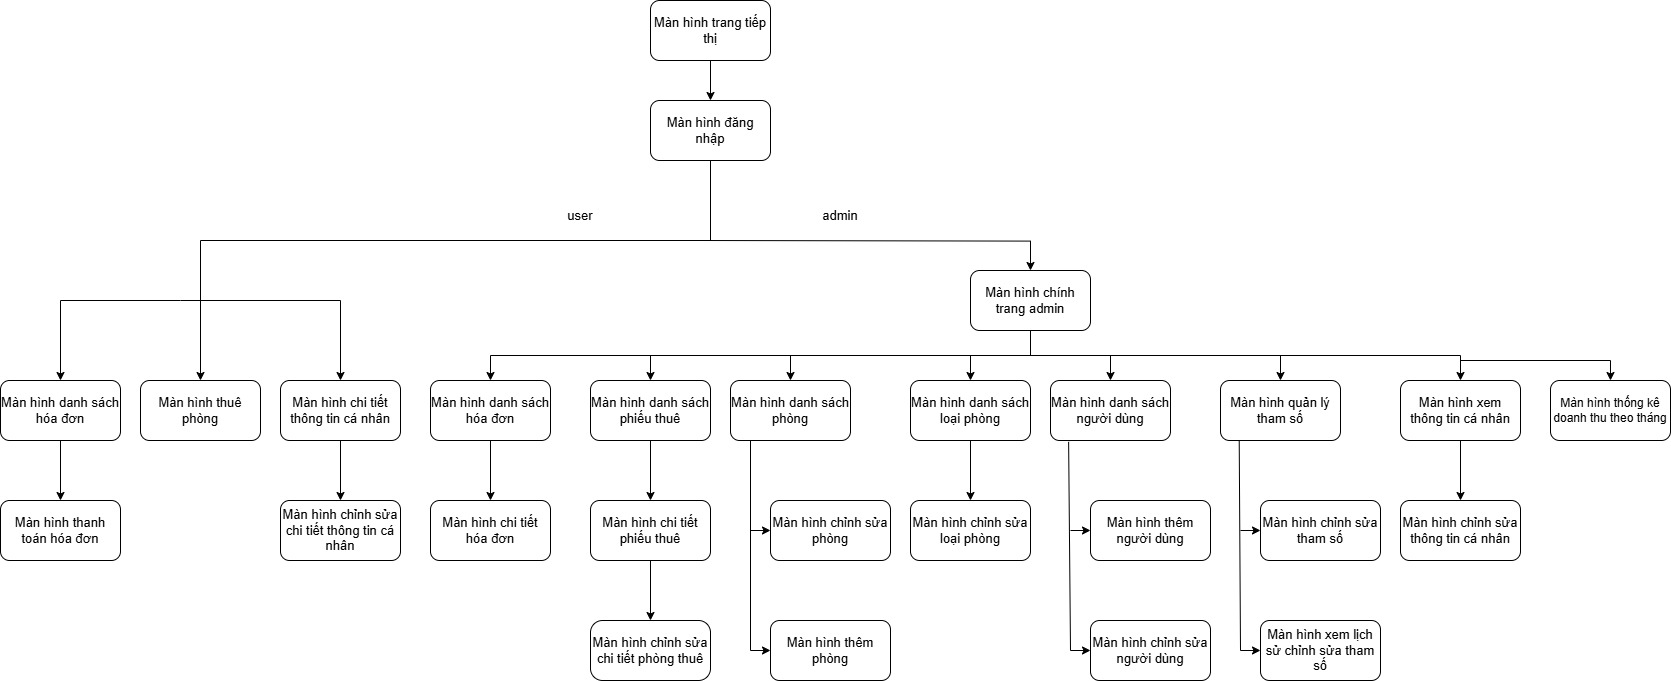 Màn hình trang tiếp
thị
Màn hình đăng
nhập
user
admin
Màn hình chính
trang admin
Màn hình danh sách
hóa đơn
Màn hình thuê
phòng
Màn hình chi tiết
thông tin cá nhân
Màn hình danh sách
hóa đơn
Màn hình danh sách
phiếu thuê
Màn hình danh sách
phòng
Màn hình danh sách
loại phòng
Màn hình danh sách
người dùng
Màn hình quản lý
tham số
Màn hình xem
thông tin cá nhân
Màn hình thống kê
doanh thu theo tháng
Màn hình thanh
toán hóa đơn
Màn hình chỉnh sửa
chi tiết thông tin cá
nhân
Màn hình chi tiết
hóa đơn
Màn hình chi tiết
phiếu thuê
Màn hình chỉnh sửa
phòng
Màn hình chỉnh sửa
loại phòng
Màn hình thêm
người dùng
Màn hình chỉnh sửa
tham số
Màn hình chỉnh sửa
thông tin cá nhân
Màn hình chỉnh sửa
chi tiết phòng thuê
Màn hình thêm
phòng
Màn hình chỉnh sửa
người dùng
Màn hình xem lịch
sử chỉnh sửa tham
số